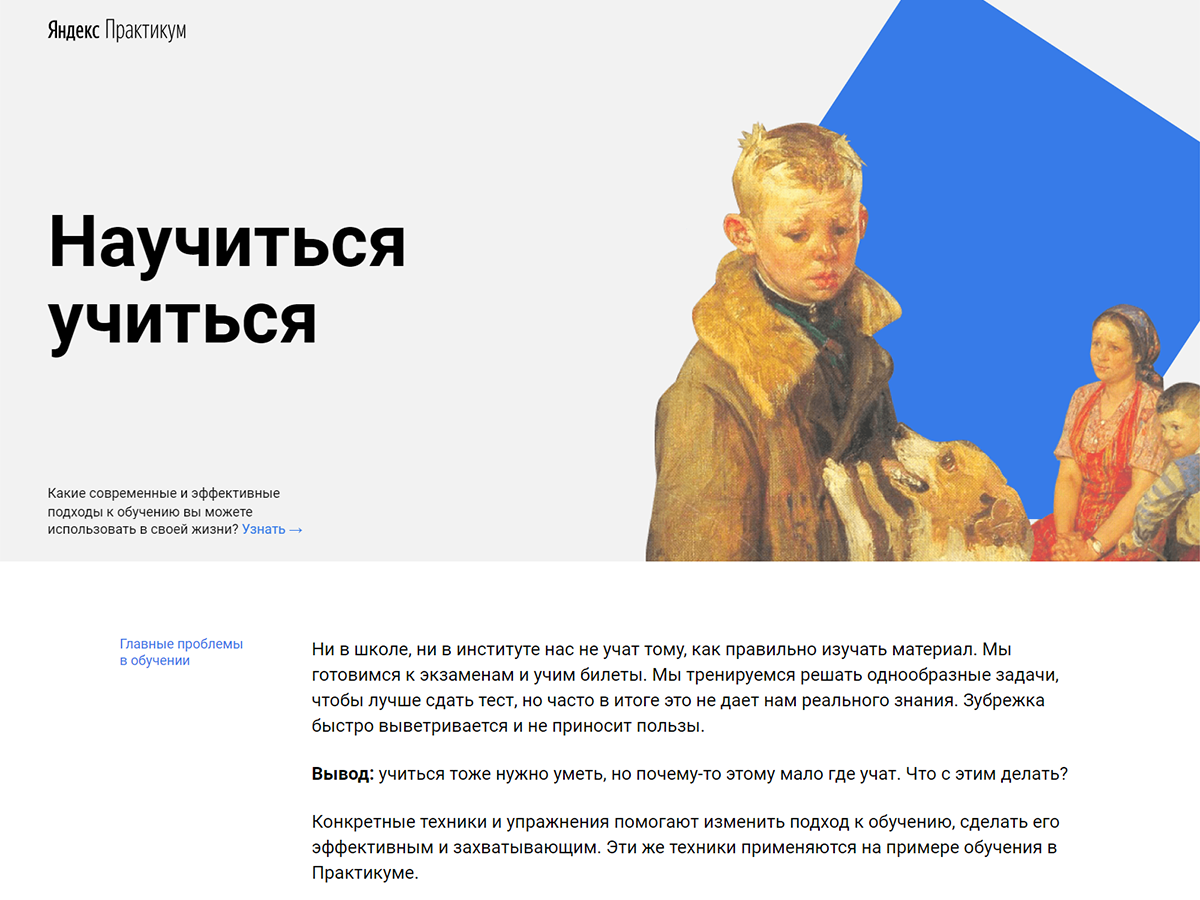 Яндекс Практикум
Научиться
учиться
Какие современные и эффективные
подходы к обучению вы можете
использовать в своей жизни? Узнать →
Главные проблемы
в обучении
Ни в школе, ни в институте нас не учат тому, как правильно изучать материал. Мы
готовимся к экзаменам и учим билеты. Мы тренируемся решать однообразные задачи,
чтобы лучше сдать тест, но часто в итоге это не дает нам реального знания. Зубрежка
быстро выветривается и не приносит пользы.
Вывод: учиться тоже нужно уметь, но почему-то этому мало где учат. Что с этим делать?
Конкретные техники и упражнения помогают изменить подход к обучению, сделать его
эффективным и захватывающим. Эти же техники применяются на примере обучения в
Практикуме.